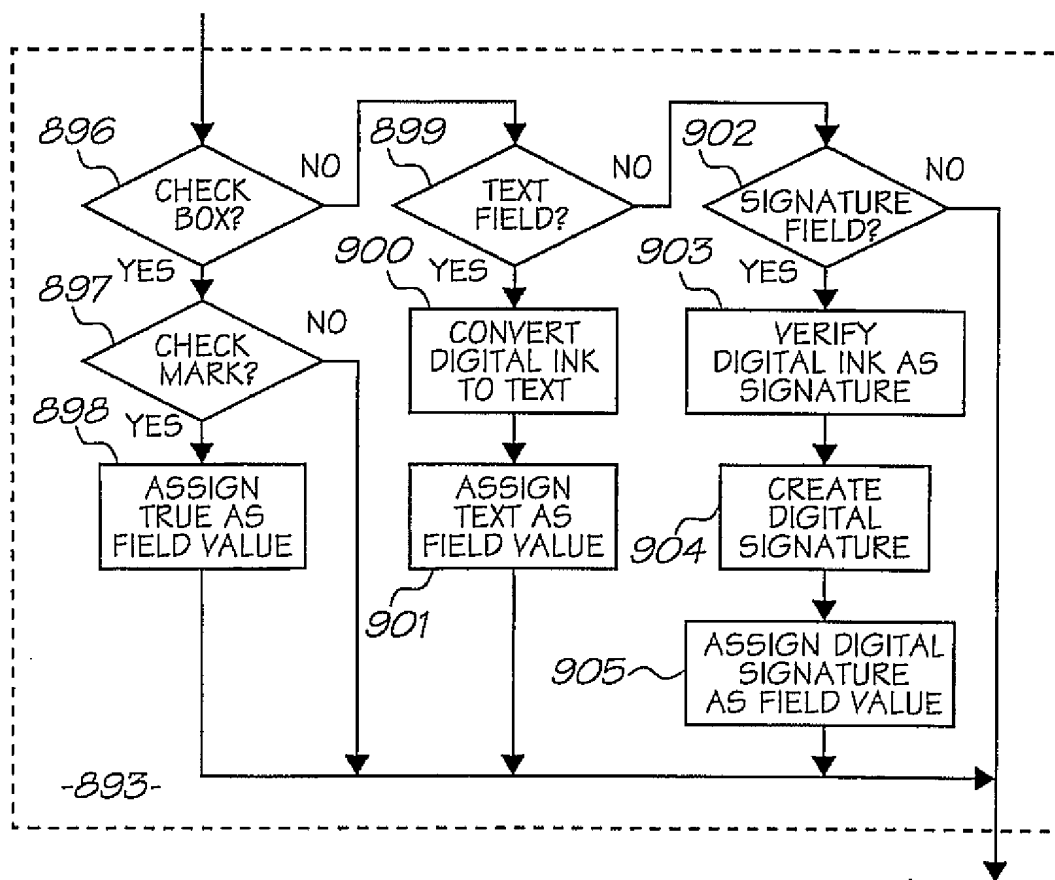 896
CHECK
BOX?
NO
YES
897
CHECK
MARK?
NO
YES
898
ASSIGN
TRUE AS
FIELD VALUE
899
TEXT
FIELD?
NO
YES
900
CONVERT
DIGITAL INK
TO TEXT
ASSIGN
TEXT AS
FIELD VALUE
901
902
SIGNATURE
FIELD?
NO
YES
903
VERIFY
DIGITAL INK AS
SIGNATURE
CREATE
DIGITAL
SIGNATURE
904
ASSIGN DIGITAL
SIGNATURE
AS FIELD VALUE
905
-893-